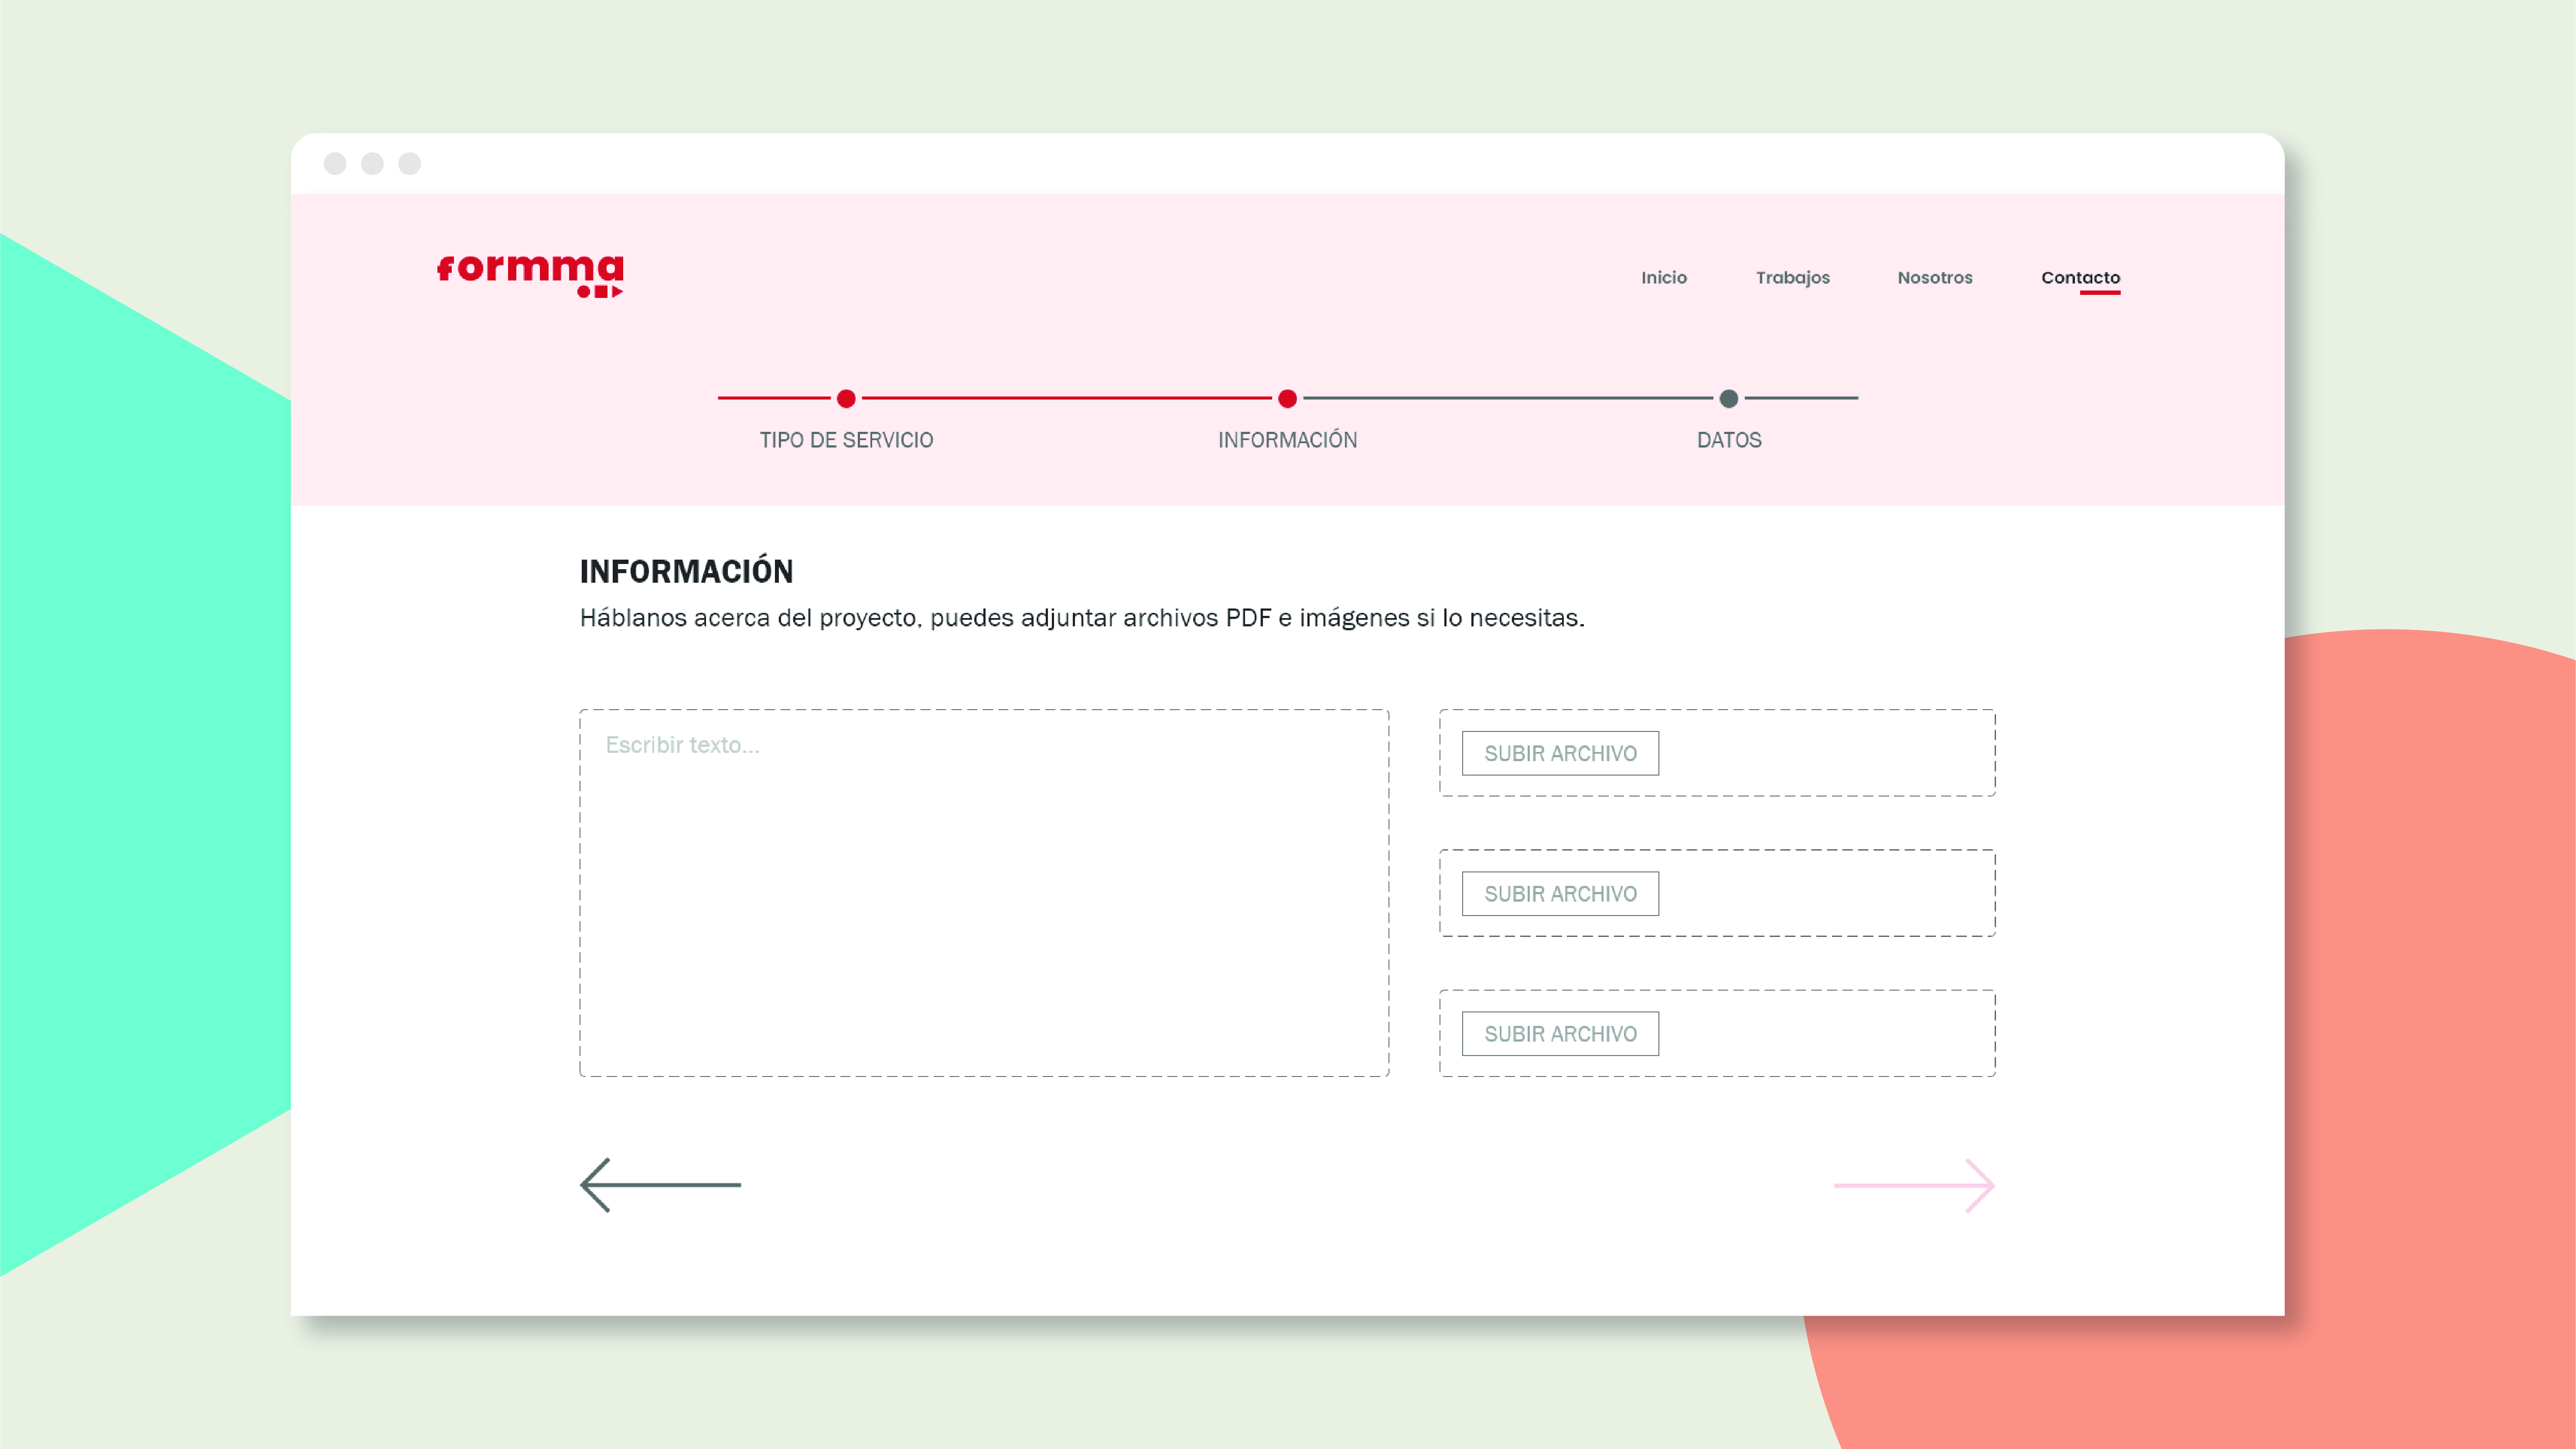 formma
Inicio Trabajos Nosotros Contacto
TIPO DE SERVICIO INFORMACIÓN DATOS
INFORMACIÓN
Háblanos acerca del proyecto, puedes adjuntar archivos PDF e imágenes si lo necesitas.
Escribir texto...
SUBIR ARCHIVO
SUBIR ARCHIVO
SUBIR ARCHIVO